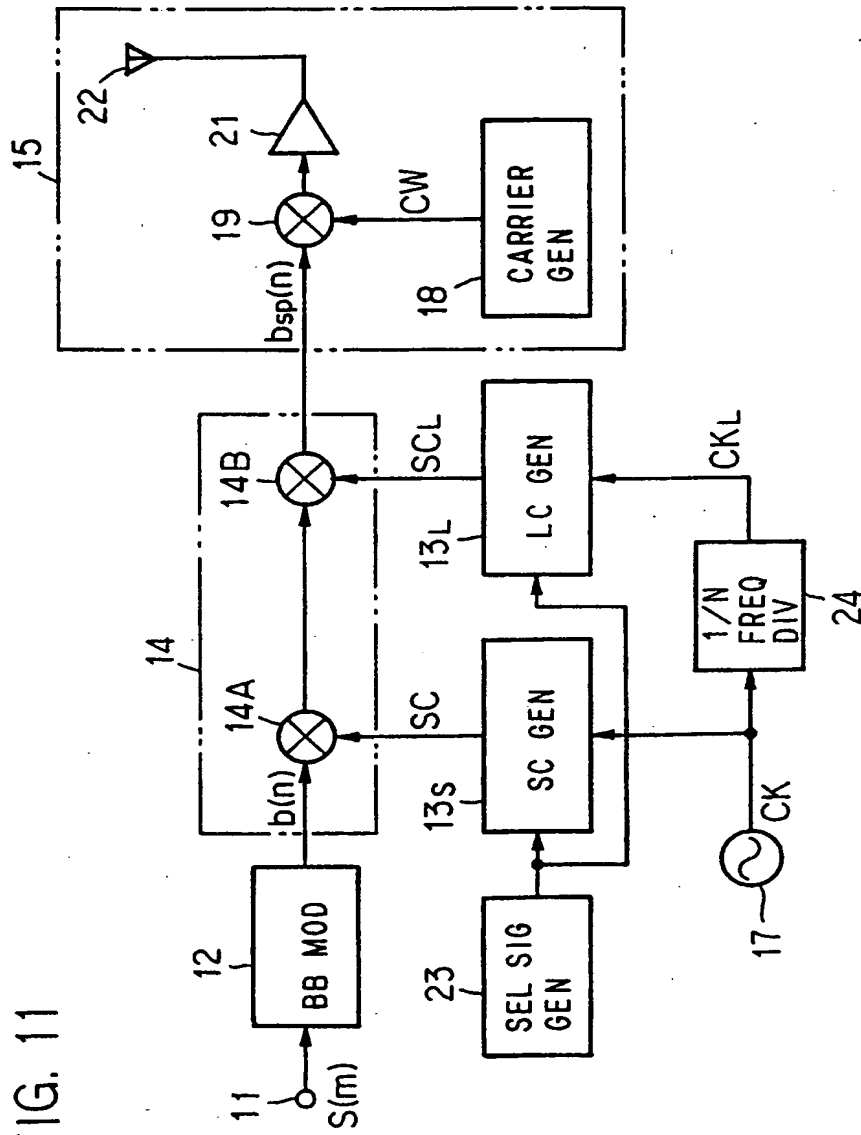 IG. 11
15
22
21
19
CW
bsp(n)
18
CARRIER
GEN
14
14A
14B
b(n)
SC
SCL
12
BB MOD
11
S(m)
13S
SC GEN
13L
LC GEN
23
SEL SIG
GEN
17
CK
CKL
1/N
FREQ
DIV
24